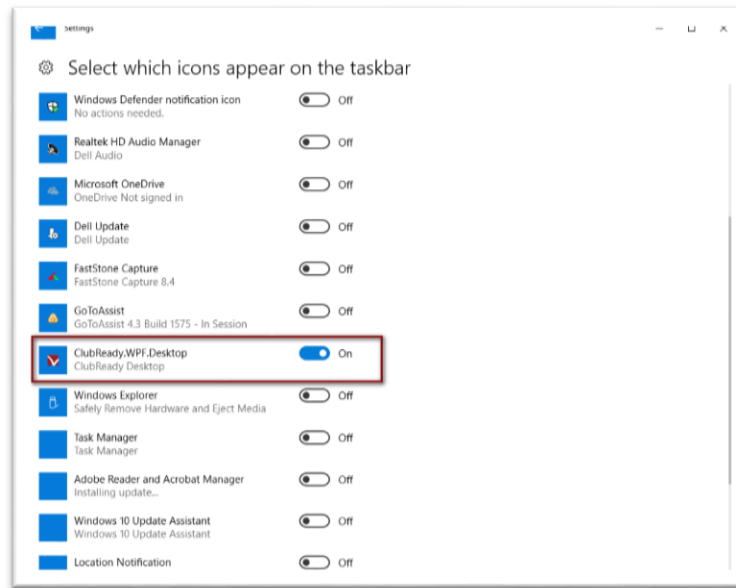 Settings
Select which icons appear on the taskbar
Windows Defender notification icon
No actions needed.
Off
Realtek HD Audio Manager
Dell Audio
Off
Microsoft OneDrive
OneDrive Not signed in
Off
Dell Update
Dell Update
Off
FastStone Capture
FastStone Capture 8.4
Off
GoToAssist
GoToAssist 4.3 Build 1575 - In Session
Off
ClubReady.WPF.Desktop
ClubReady Desktop
On
Windows Explorer
Safely Remove Hardware and Eject Media
Off
Task Manager
Task Manager
Off
Adobe Reader and Acrobat Manager
Installing update...
Off
Windows 10 Update Assistant
Windows 10 Update Assistant
Off
Location Notification
Off